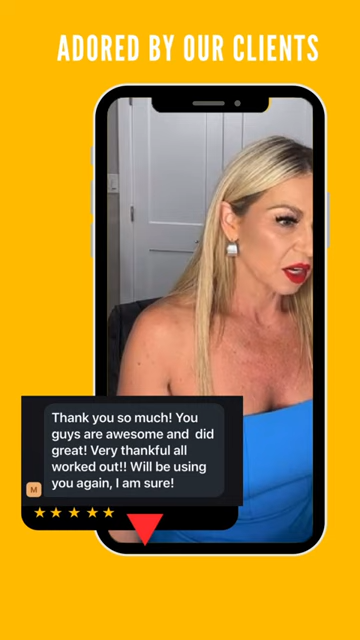 ADORED BY OUR CLIENTS
Thank you so much! You
guys are awesome and did
great! Very thankful all
worked out!! Will be using
you again, I am sure!
M